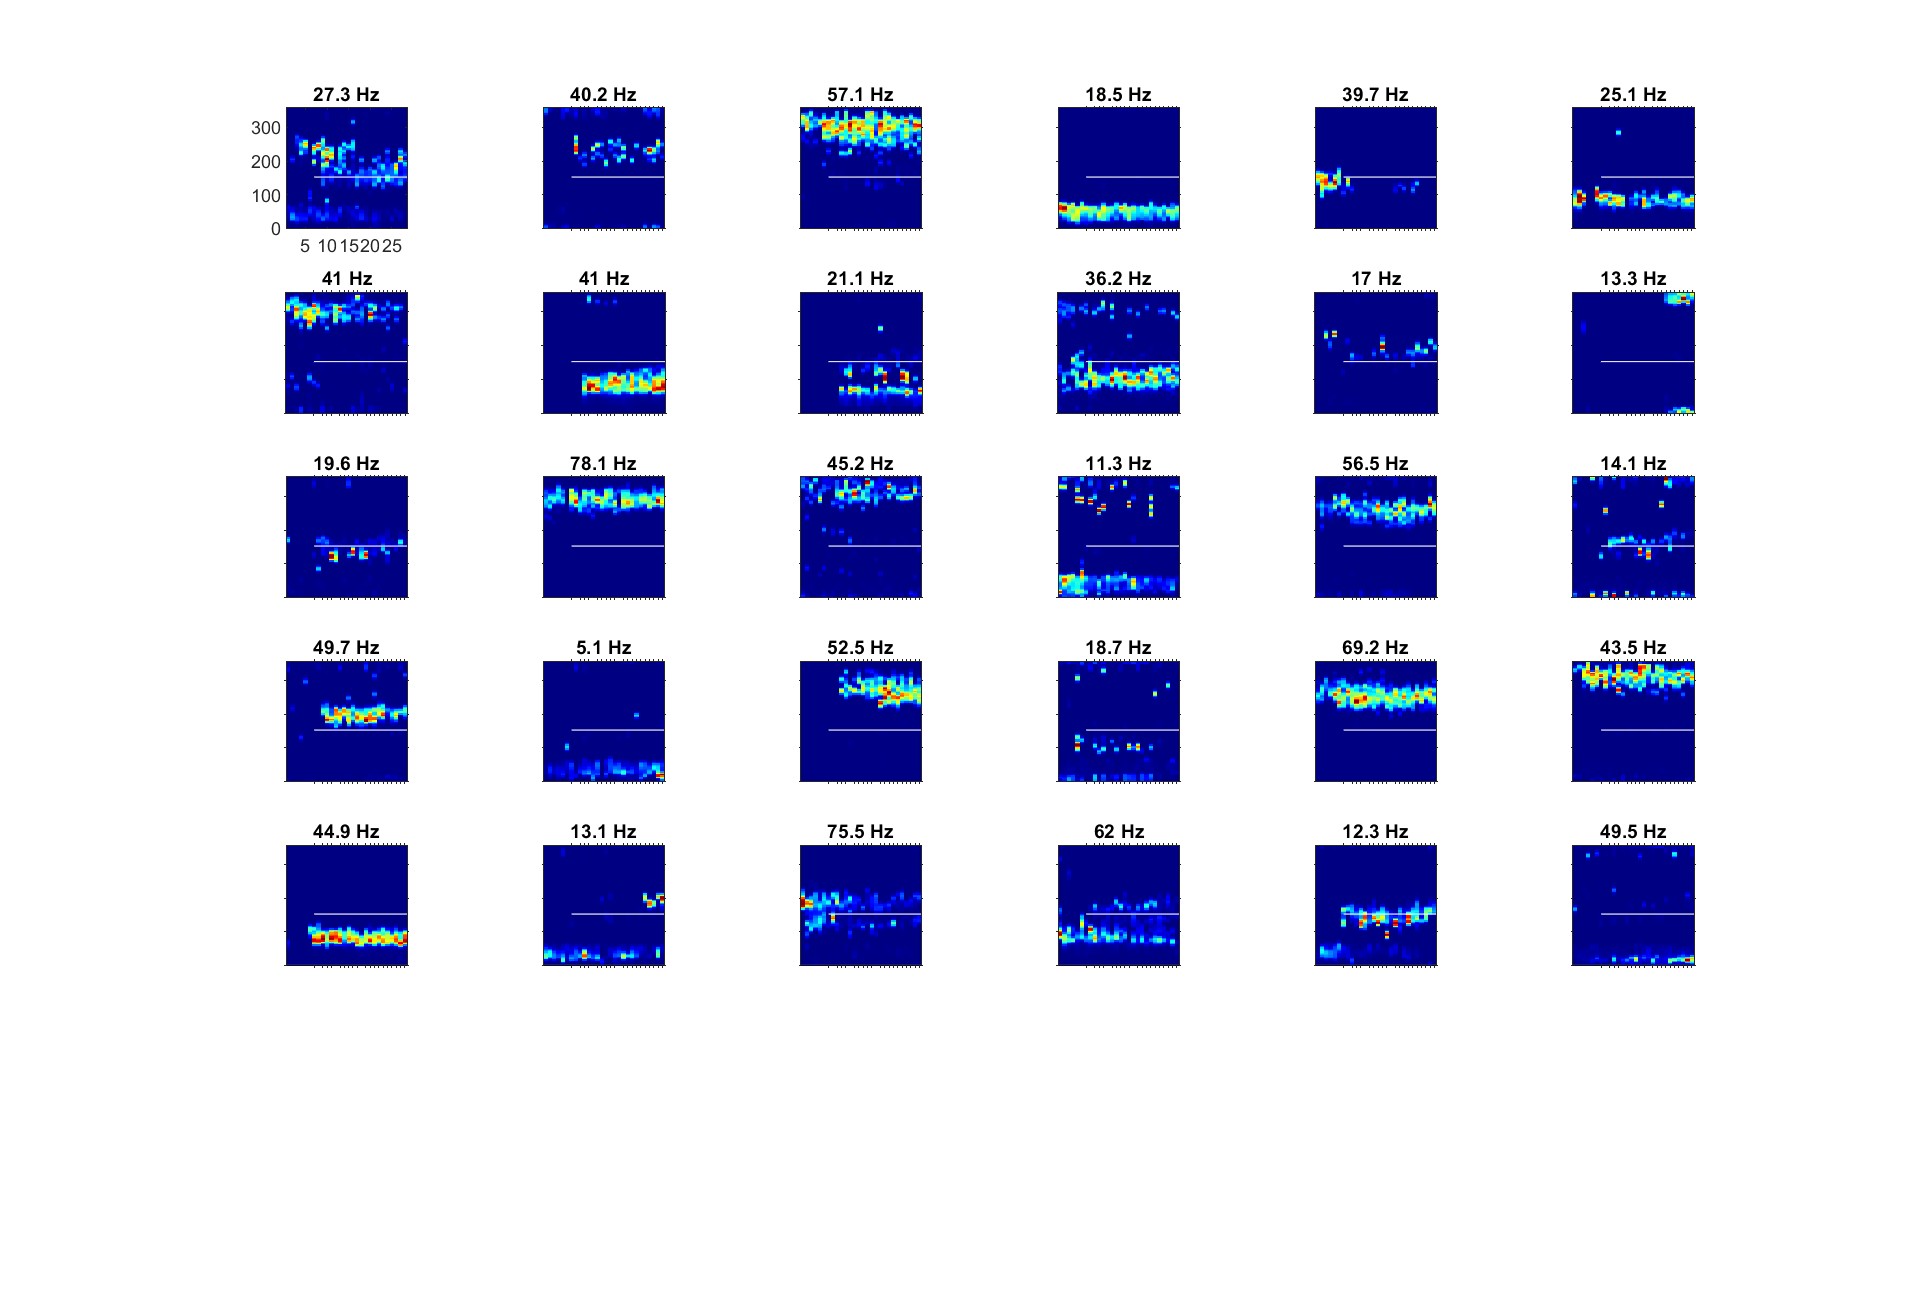 27.3 Hz 40.2 Hz 57.1 Hz 18.5 Hz 39.7 Hz 25.1 Hz
300
200
100
0
5 10 15 20 25
41 Hz 41 Hz 21.1 Hz 36.2 Hz 17 Hz 13.3 Hz
19.6 Hz 78.1 Hz 45.2 Hz 11.3 Hz 56.5 Hz 14.1 Hz
49.7 Hz 5.1 Hz 52.5 Hz 18.7 Hz 69.2 Hz 43.5 Hz
44.9 Hz 13.1 Hz 75.5 Hz 62 Hz 12.3 Hz 49.5 Hz